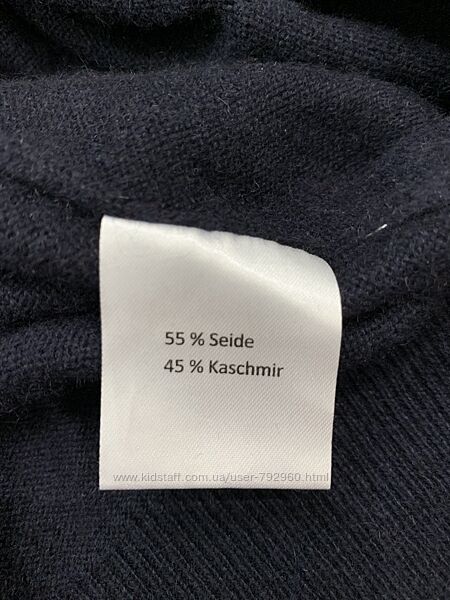 55 % Seide
45 % Kaschmir
www.kidstaff.com.ua/user-792960.html